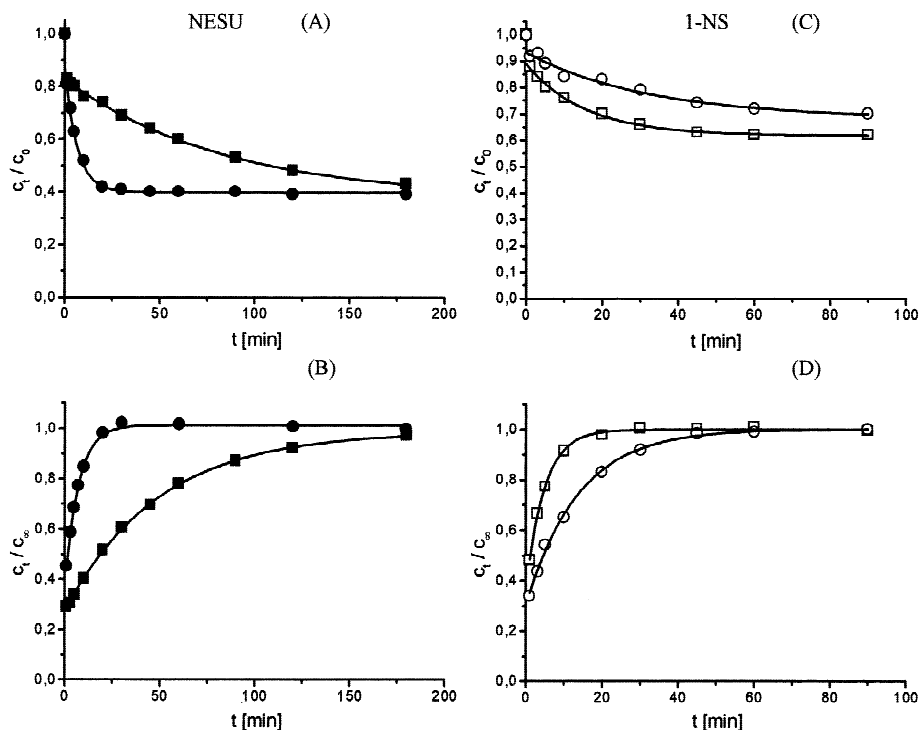 NESU (A)
1-NS (C)
1,0
0,8
0,6
0,4
0,2
0,0
c_t / c_0
0 50 100 150 200
t [min]
1,0
0,9
0,8
0,7
0,6
0,5
0,4
0,3
0,2
0,1
0,0
c_t / c_0
0 20 40 60 80 100
t [min]
(B)
(D)
1,0
0,8
0,6
0,4
0,2
0,0
c_t / c_∞
0 50 100 150 200
t [min]
1,0
0,8
0,6
0,4
0,2
0,0
c_t / c_∞
0 20 40 60 80 100
t [min]